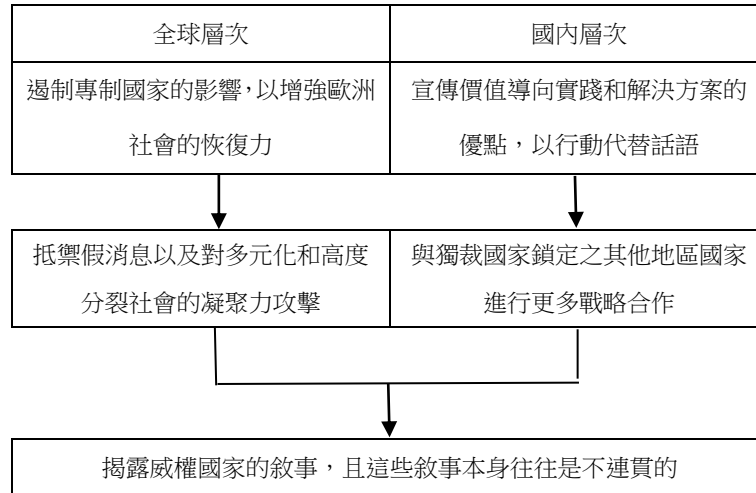 全球層次
國內層次
遏制專制國家的影響，以增強歐洲
社會的恢復力
宣傳價值導向實踐和解決方案的
優點，以行動代替話語
抵禦假消息以及對多元化和高度
分裂社會的凝聚力攻擊
與獨裁國家鎖定之其他地區國家
進行更多戰略合作
揭露威權國家的敘事，且這些敘事本身往往是不連貫的